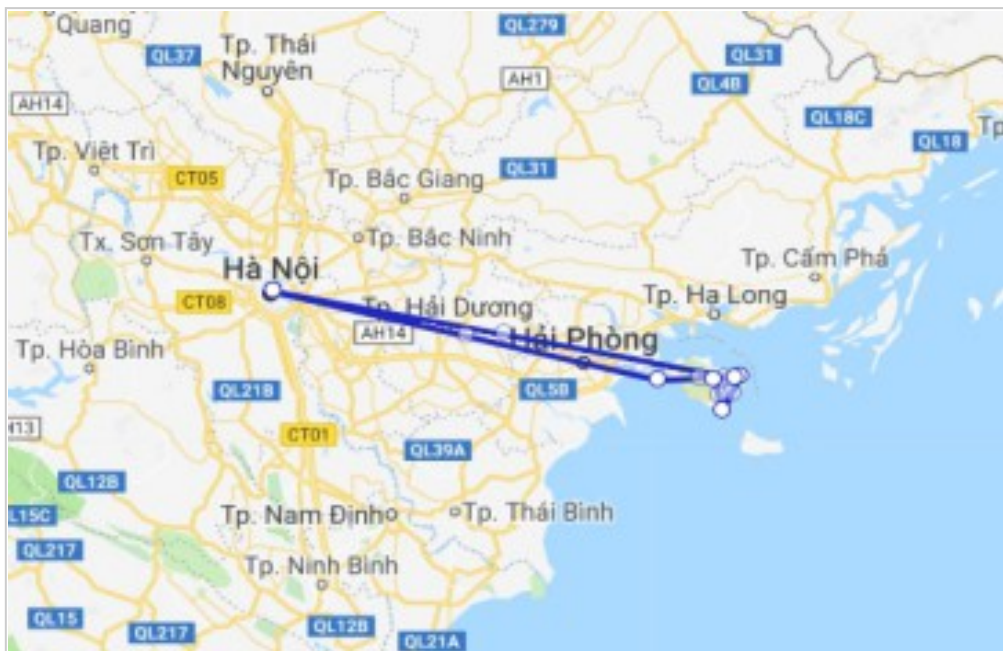 Quang
QL279
Tp. Thái
Nguyên
QL37
QL31
AH1
QL4B
AH14
QL18C
QL18
Tp. Việt Trì
CT05
QL31
Tp. Bắc Giang
Tp. Bắc Ninh
Tx. Sơn Tây
Hà Nội
Tp. Cẩm Phả
CT08
Tp. Hải Dương
Tp. Hạ Long
AH14
Hải Phòng
Tp. Hòa Bình
QL21B
QL5B
H13
CT01
QL39A
QL12B
L15C
Tp. Nam Định
Tp. Thái Bình
QL217
Tp. Ninh Bình
QL15
QL217
QL12B
QL21A